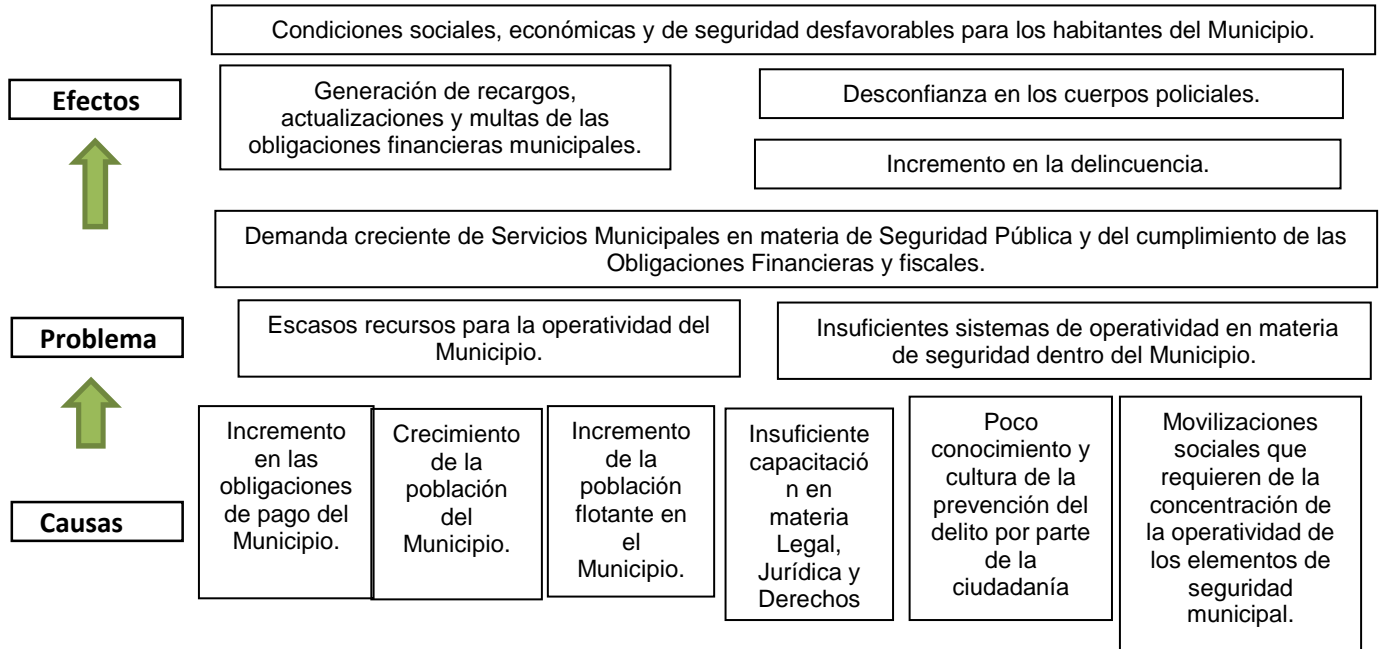 Condiciones sociales, económicas y de seguridad desfavorables para los habitantes del Municipio.
Efectos
Generación de recargos,
actualizaciones y multas de las
obligaciones financieras municipales.
Desconfianza en los cuerpos policiales.
Incremento en la delincuencia.
Demanda creciente de Servicios Municipales en materia de Seguridad Pública y del cumplimiento de las
Obligaciones Financieras y fiscales.
Problema
Escasos recursos para la operatividad del
Municipio.
Insuficientes sistemas de operatividad en materia
de seguridad dentro del Municipio.
Causas
Incremento
en las
obligaciones
de pago del
Municipio.
Crecimiento
de la
población
del
Municipio.
Incremento
de la
población
flotante en
el
Municipio.
Insuficiente
capacitació
n en
materia
Legal,
Jurídica y
Derechos
Poco
conocimiento y
cultura de la
prevención del
delito por parte
de la
ciudadanía
Movilizaciones
sociales que
requieren de la
concentración de
la operatividad de
los elementos de
seguridad
municipal.